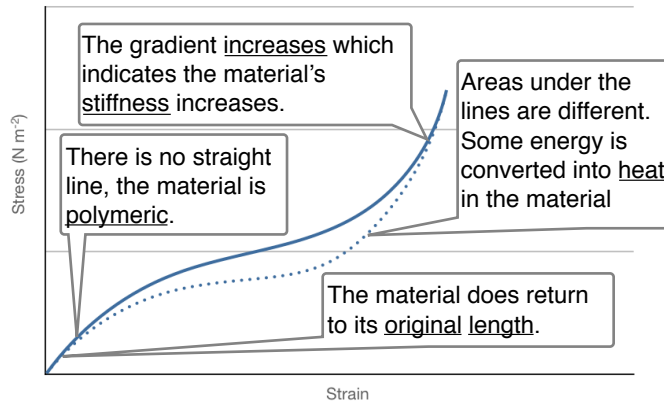 The gradient increases which
indicates the material's
stiffness increases.
Areas under the
lines are different.
Some energy is
converted into heat
in the material
There is no straight
line, the material is
polymeric.
The material does return
to its original length.
Stress (N m⁻²)
Strain